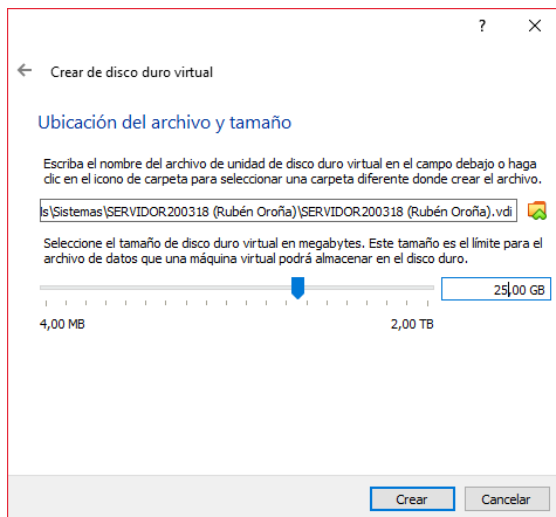 ?
Crear de disco duro virtual
Ubicación del archivo y tamaño
Escriba el nombre del archivo de unidad de disco duro virtual en el campo debajo o haga
clic en el icono de carpeta para seleccionar una carpeta diferente donde crear el archivo.
ls\Sistemas\SERVIDOR200318 (Rubén Oroña)\SERVIDOR200318 (Rubén Oroña).vdi
Seleccione el tamaño de disco duro virtual en megabytes. Este tamaño es el límite para el
archivo de datos que una máquina virtual podrá almacenar en el disco duro.
25,00 GB
4,00 MB 2,00 TB
Crear Cancelar